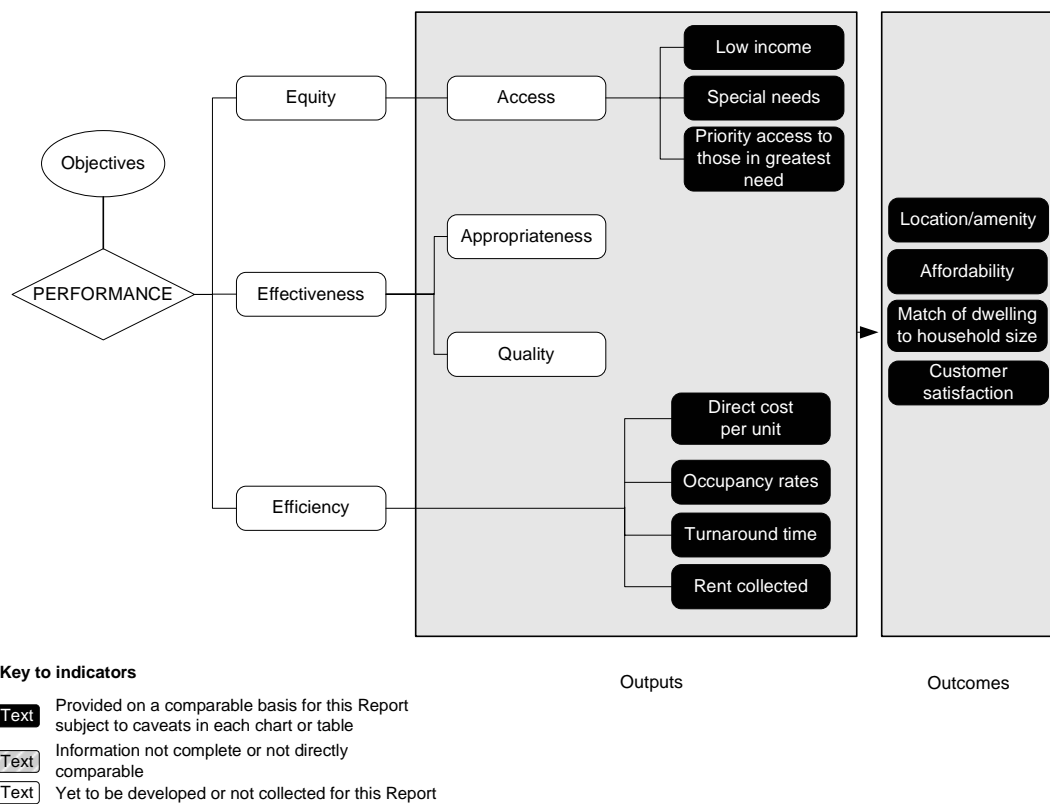 Objectives
PERFORMANCE
Equity
Access
Low income
Special needs
Priority access to
those in greatest
need
Effectiveness
Appropriateness
Quality
Efficiency
Direct cost
per unit
Occupancy rates
Turnaround time
Rent collected
Location/amenity
Affordability
Match of dwelling
to household size
Customer
satisfaction
Outputs
Outcomes
Key to indicators
Text
Provided on a comparable basis for this Report
subject to caveats in each chart or table
Text
Information not complete or not directly
comparable
Text
Yet to be developed or not collected for this Report